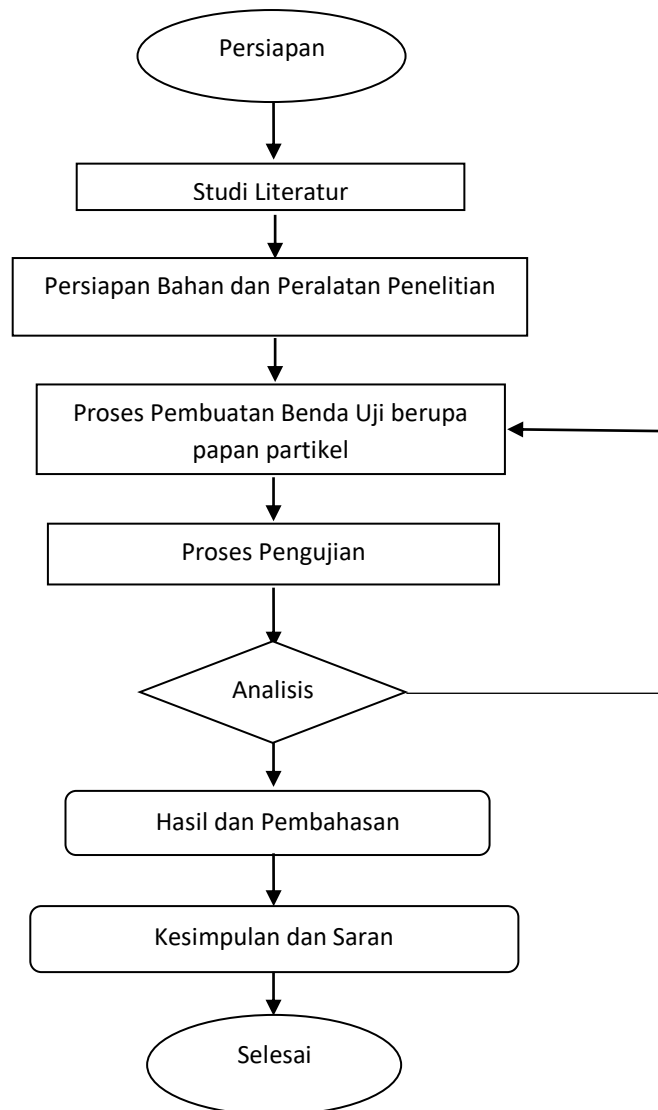 Persiapan
Studi Literatur
Persiapan Bahan dan Peralatan Penelitian
Proses Pembuatan Benda Uji berupa
papan partikel
Proses Pengujian
Analisis
Hasil dan Pembahasan
Kesimpulan dan Saran
Selesai